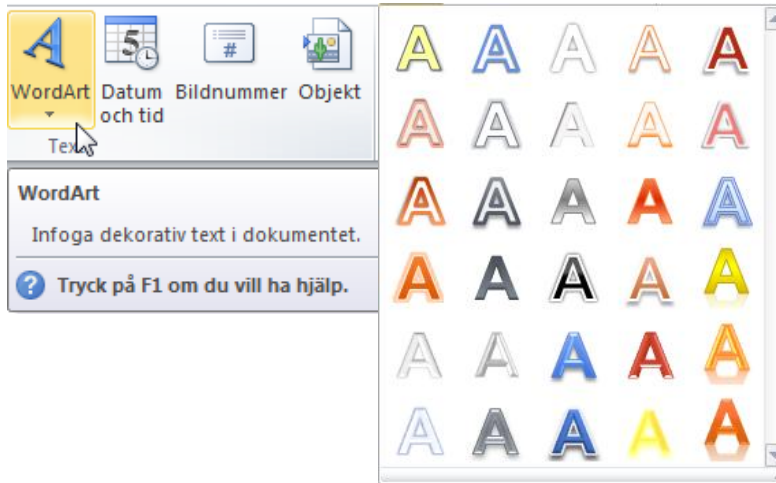 WordArt
Datum
och tid
Bildnummer
Objekt
Text
WordArt
Infoga dekorativ text i dokumentet.
Tryck på F1 om du vill ha hjälp.
A A A A A
A A A A A
A A A A A
A A A A A
A A A A A
A A A A A